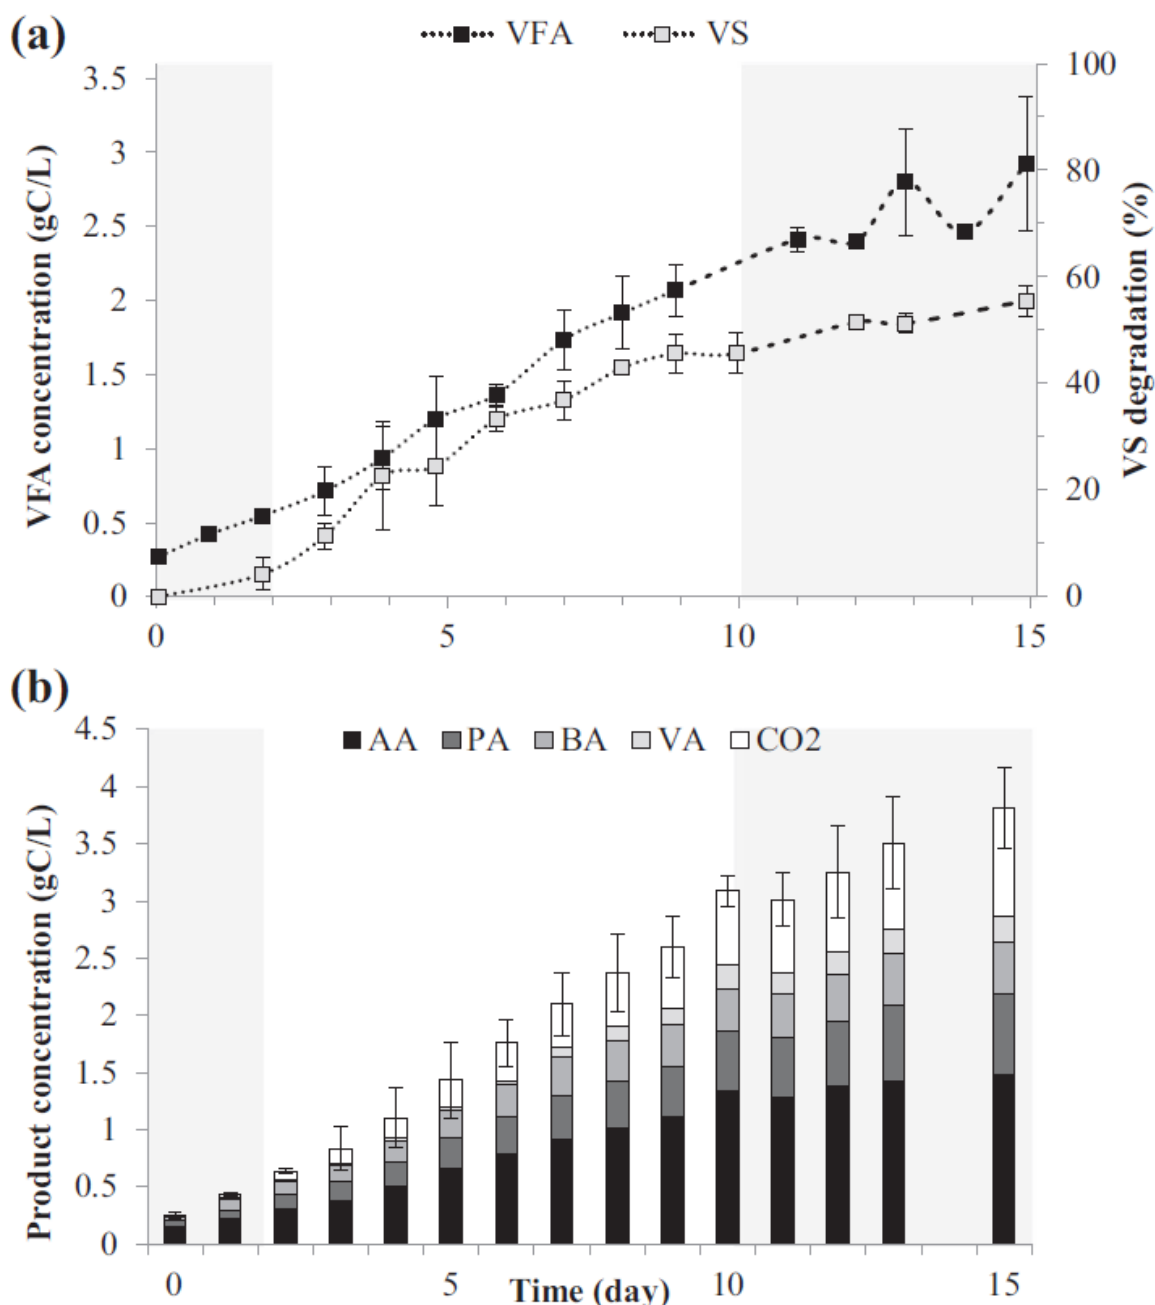 (a)
VFA VS
VFA concentration (gC/L)
3.5
3
2.5
2
1.5
1
0.5
0
100
80
60
40
20
0
VS degradation (%)
0 5 10 15
(b)
AA PA BA VA CO2
Product concentration (gC/L)
4.5
4
3.5
3
2.5
2
1.5
1
0.5
0
0 5 10 15
Time (day)